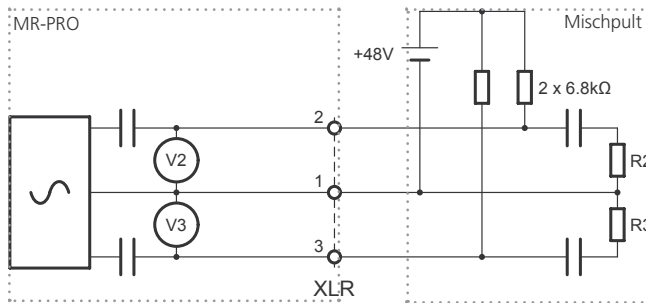 MR-PRO
Mischpult
+48V
2 x 6.8kΩ
2
V2
R2
1
V3
R3
3
XLR